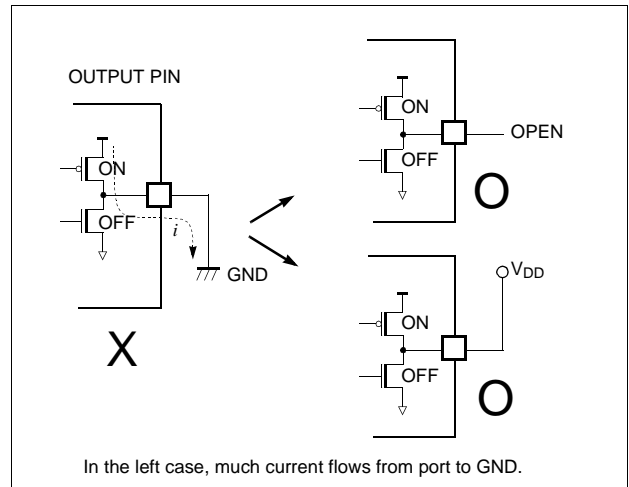 OUTPUT PIN
ON
OFF
i
GND
X
ON
OFF
OPEN
O
VDD
ON
OFF
O
In the left case, much current flows from port to GND.